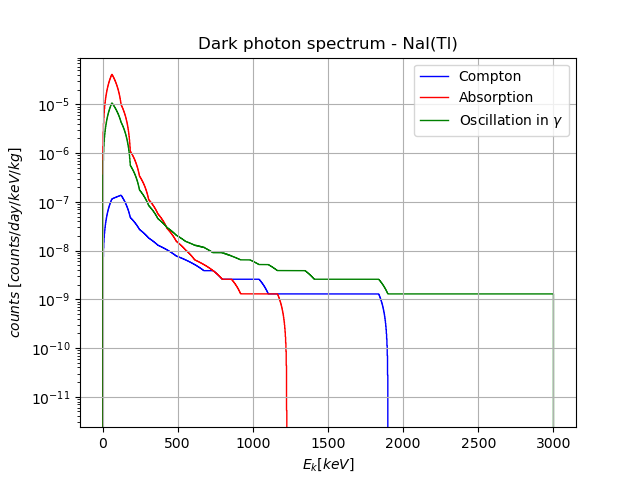 Dark photon spectrum - NaI(Tl)
Compton
Absorption
Oscillation in γ
counts [counts/day/keV/kg]
10⁻⁵
10⁻⁶
10⁻⁷
10⁻⁸
10⁻⁹
10⁻¹⁰
10⁻¹¹
0 500 1000 1500 2000 2500 3000
Eₖ[keV]